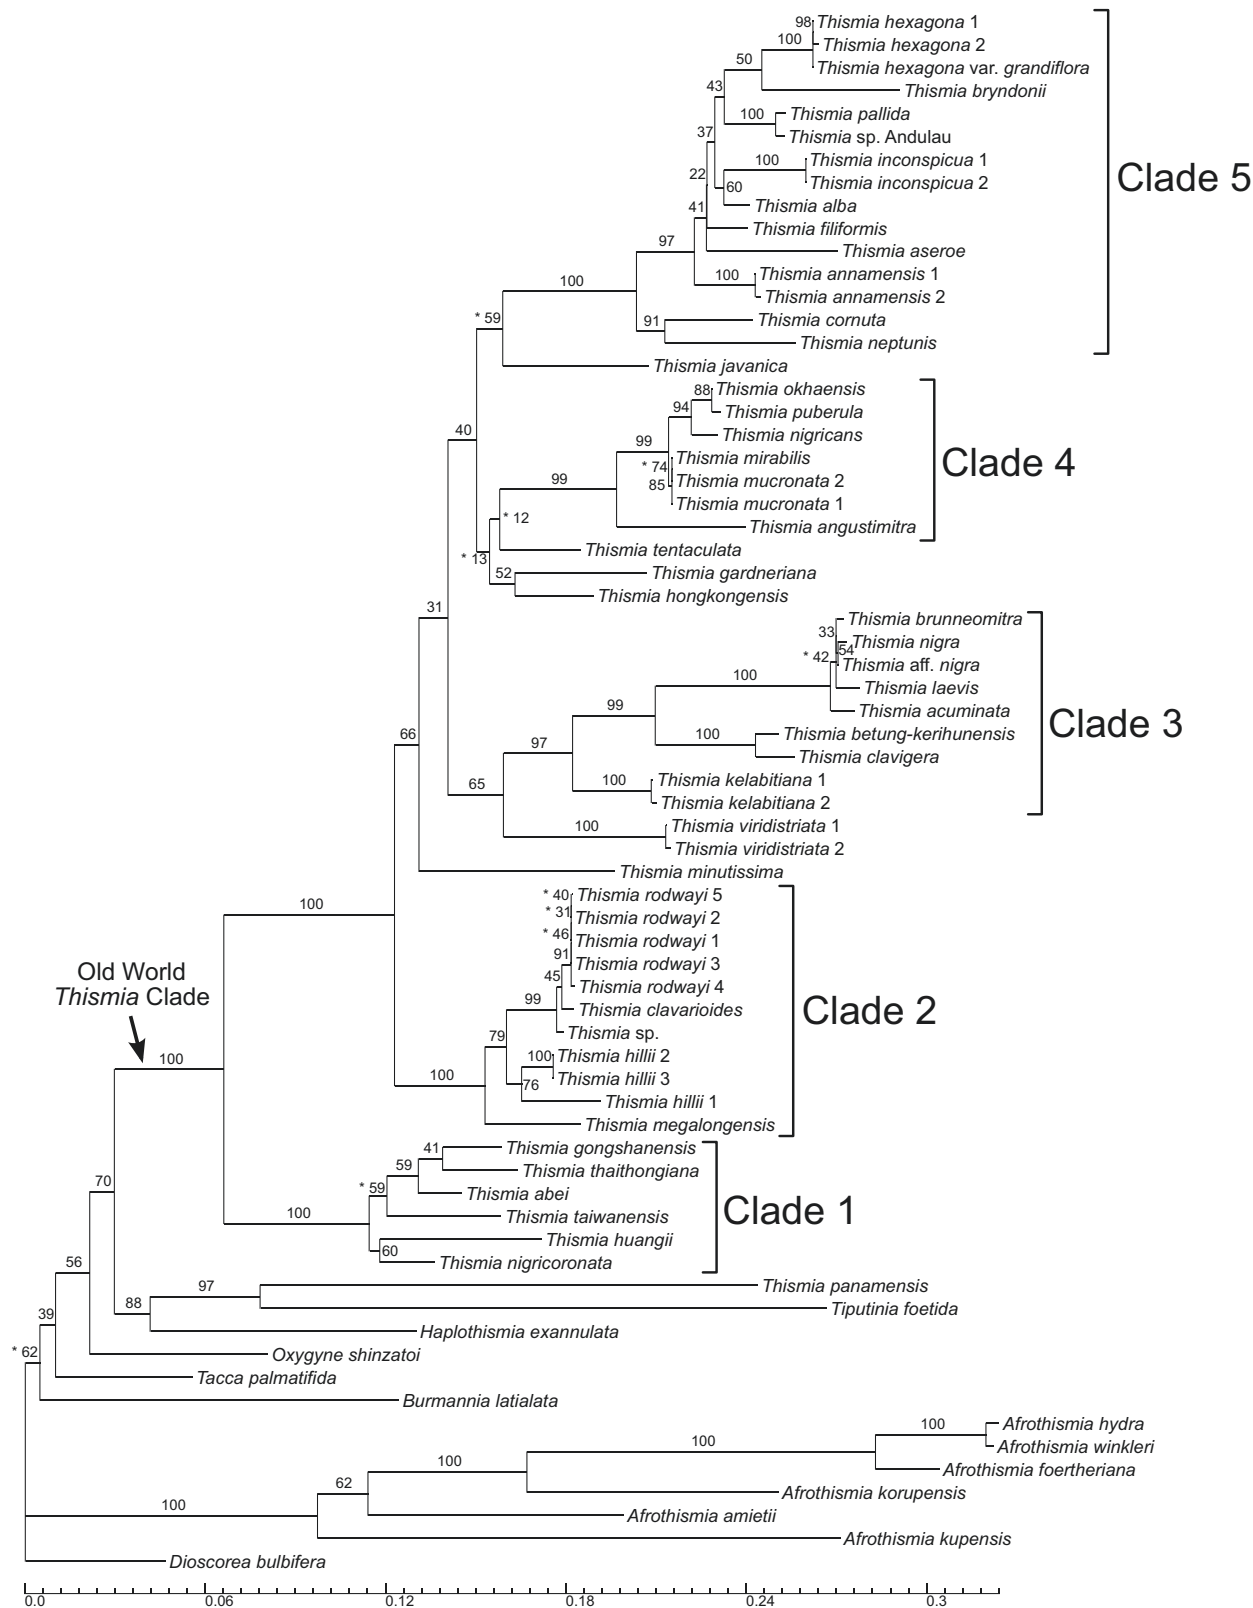 98
Thismia hexagona 1
100
Thismia hexagona 2
50
Thismia hexagona var. grandiflora
43
Thismia bryndonii
100
Thismia pallida
37
Thismia sp. Andulau
100
Thismia inconspicua 1
22
60
Thismia inconspicua 2
Clade 5
41
Thismia alba
Thismia filiformis
97
Thismia aseroe
100
Thismia annamensis 1
100
Thismia annamensis 2
* 59
91
Thismia cornuta
Thismia neptunis
Thismia javanica
88
Thismia okhaensis
94
Thismia puberula
40
99
Thismia nigricans
Thismia mirabilis
* 74
Clade 4
99
85
Thismia mucronata 2
Thismia mucronata 1
* 12
Thismia angustimitra
* 13
Thismia tentaculata
52
Thismia gardneriana
Thismia hongkongensis
31
33
Thismia brunneomitra
54
Thismia nigra
* 42
Thismia aff. nigra
100
Thismia laevis
99
Thismia acuminata
Clade 3
66
97
100
Thismia betung-kerihunensis
Thismia clavigera
65
100
Thismia kelabitiana 1
Thismia kelabitiana 2
100
Thismia viridistriata 1
Thismia viridistriata 2
Thismia minutissima
* 40
Thismia rodwayi 5
100
* 31
Thismia rodwayi 2
* 46
Thismia rodwayi 1
91
Thismia rodwayi 3
Old World
Thismia Clade
45
Thismia rodwayi 4
99
Thismia clavarioides
Clade 2
Thismia sp.
79
100
100
Thismia hillii 2
100
76
Thismia hillii 3
Thismia hillii 1
Thismia megalongensis
41
Thismia gongshanensis
59
Thismia thaithongiana
70
* 59
Thismia abei
100
Thismia taiwanensis
Clade 1
Thismia huangii
56
60
Thismia nigricoronata
97
Thismia panamensis
88
Tiputinia foetida
39
Haplothismia exannulata
* 62
Oxygyne shinzatoi
Tacca palmatifida
Burmannia latialata
100
Afrothismia hydra
100
Afrothismia winkleri
100
Afrothismia foertheriana
62
Afrothismia korupensis
100
Afrothismia amietii
Afrothismia kupensis
Dioscorea bulbifera
0.0 0.06 0.12 0.18 0.24 0.3